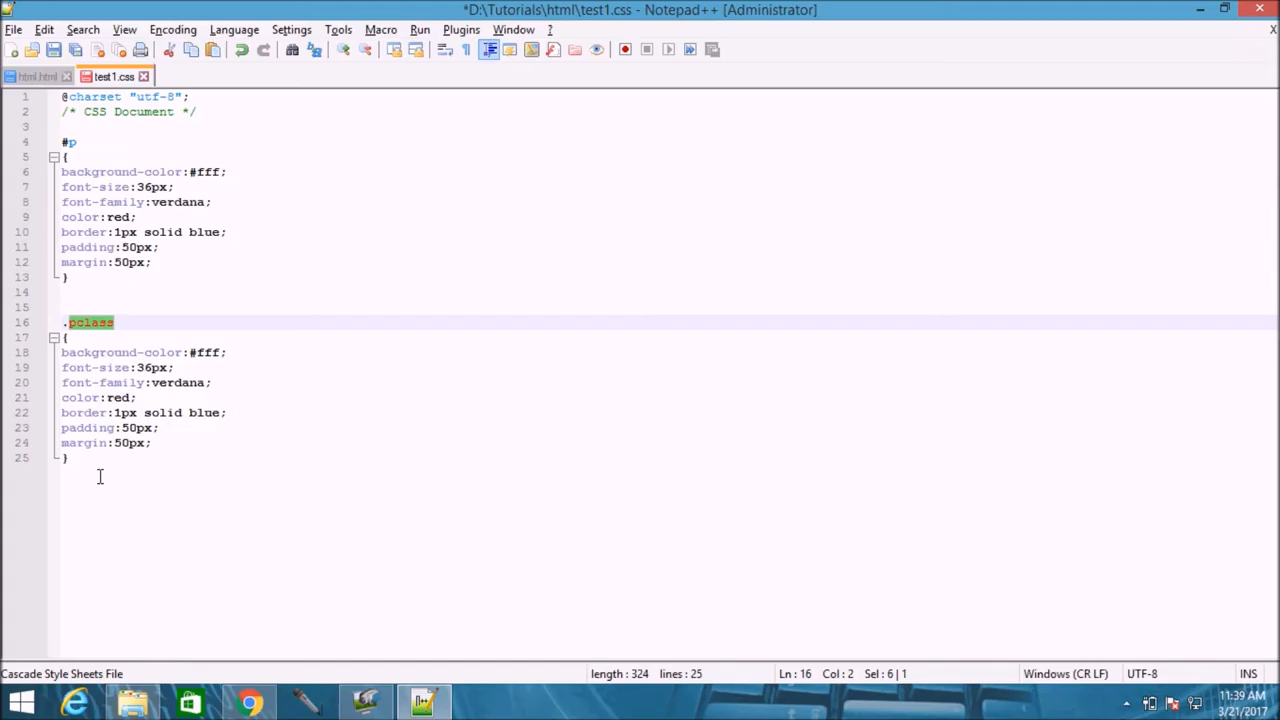 *D:\Tutorials\html\test1.css - Notepad++ [Administrator]
File Edit Search View Encoding Language Settings Tools Macro Run Plugins Window ? X
html.html test1.css
1 @charset "utf-8";
2 /* CSS Document */
3
4 #p
5 {
6 background-color:#fff;
7 font-size:36px;
8 font-family:verdana;
9 color:red;
10 border:1px solid blue;
11 padding:50px;
12 margin:50px;
13 }
14
15
16 .pclass
17 {
18 background-color:#fff;
19 font-size:36px;
20 font-family:verdana;
21 color:red;
22 border:1px solid blue;
23 padding:50px;
24 margin:50px;
25 }
Cascade Style Sheets File length : 324 lines : 25 Ln : 16 Col : 2 Sel : 6 | 1 Windows (CR LF) UTF-8 INS
11:39 AM
3/21/2017